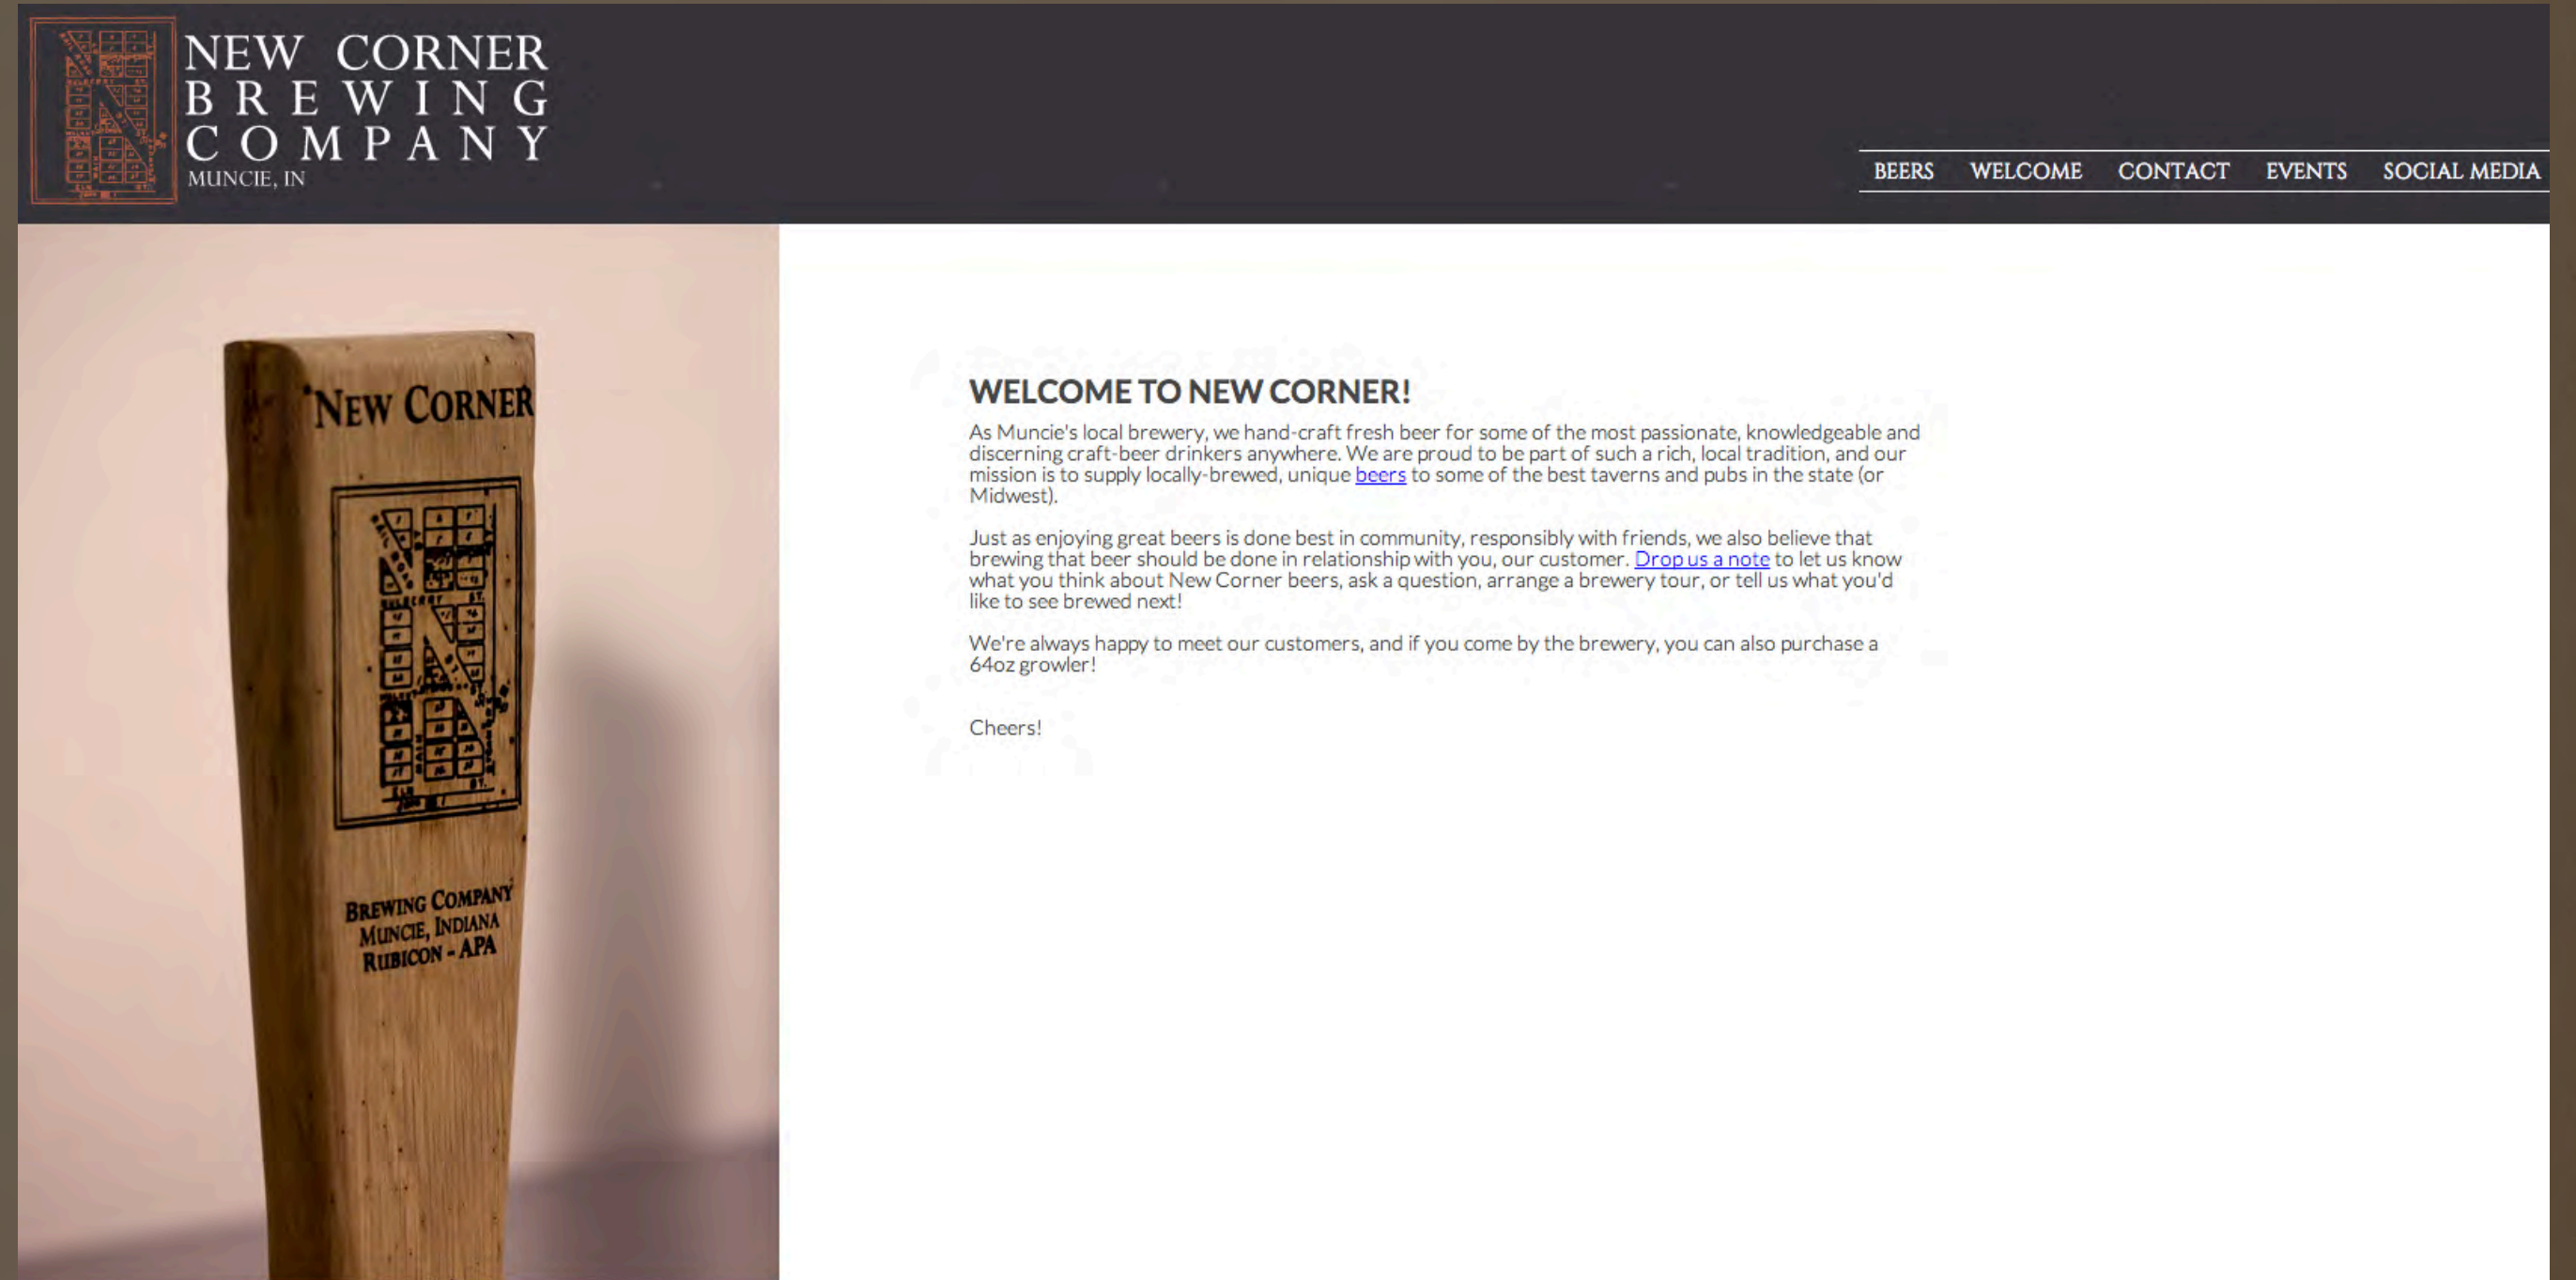 NEW CORNER
BREWING
COMPANY
MUNCIE, IN
BEERS WELCOME CONTACT EVENTS SOCIAL MEDIA
NEW CORNER
BREWING COMPANY
MUNCIE, INDIANA
RUBICON - APA
WELCOME TO NEW CORNER!
As Muncie's local brewery, we hand-craft fresh beer for some of the most passionate, knowledgeable and
discerning craft-beer drinkers anywhere. We are proud to be part of such a rich, local tradition, and our
mission is to supply locally-brewed, unique beers to some of the best taverns and pubs in the state (or
Midwest).
Just as enjoying great beers is done best in community, responsibly with friends, we also believe that
brewing that beer should be done in relationship with you, our customer. Drop us a note to let us know
what you think about New Corner beers, ask a question, arrange a brewery tour, or tell us what you'd
like to see brewed next!
We're always happy to meet our customers, and if you come by the brewery, you can also purchase a
64oz growler!
Cheers!